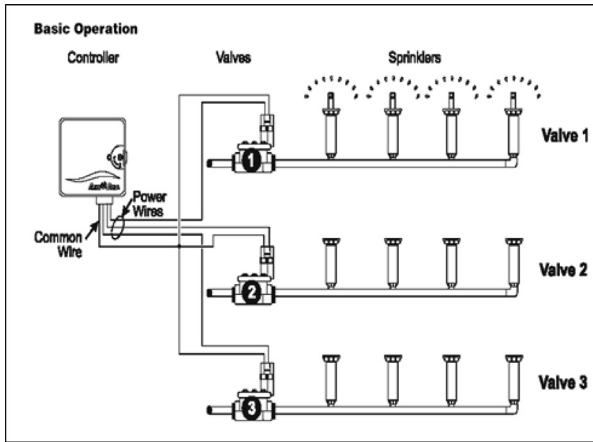 Basic Operation
Controller
Valves
Sprinklers
1
Valve 1
Power
Wires
Common
Wire
2
Valve 2
3
Valve 3